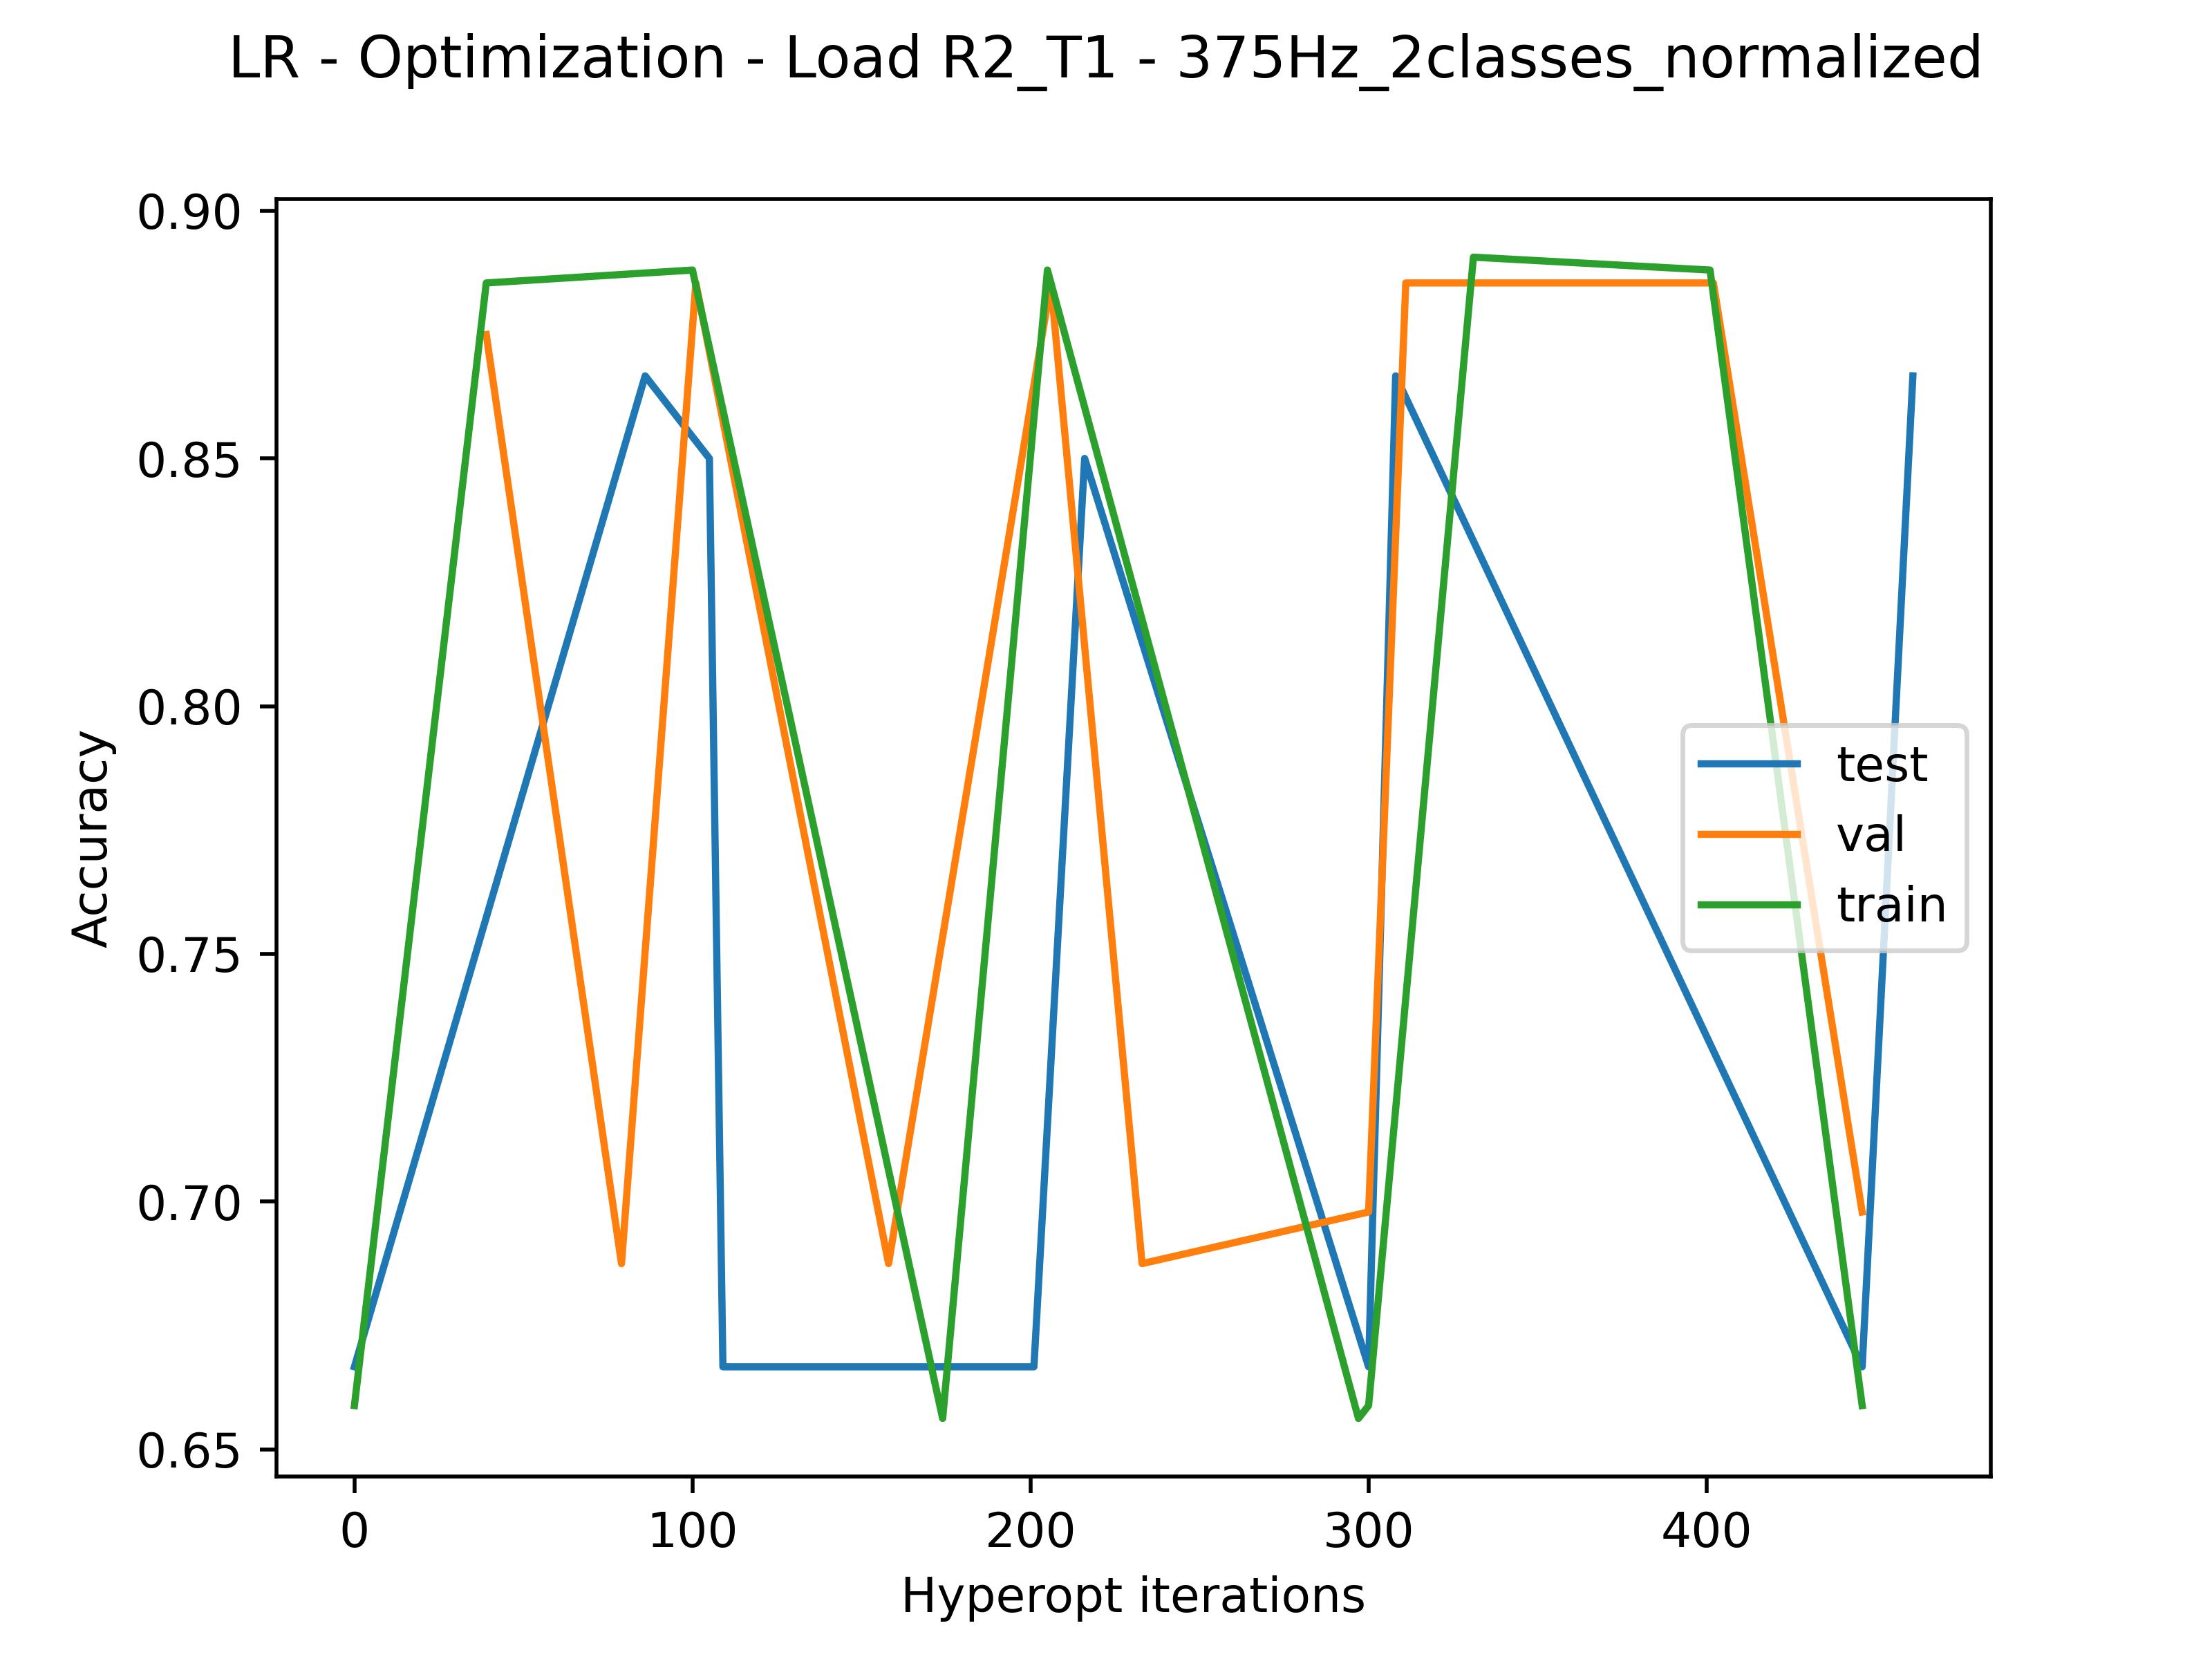 LR - Optimization - Load R2_T1 - 375Hz_2classes_normalized
0.90
0.85
0.80
0.75
0.70
0.65
Accuracy
test
val
train
0 100 200 300 400
Hyperopt iterations